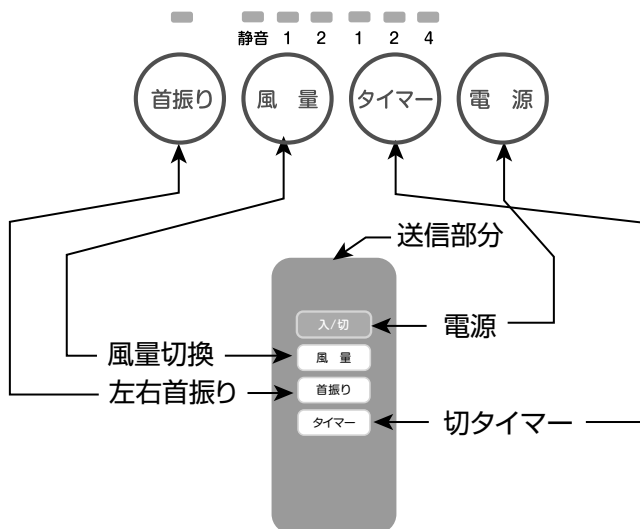 静音 1 2 1 2 4
首振り 風 量 タイマー 電 源
送信部分
入/切
電源
風量切換
風 量
左右首振り
首振り
タイマー
切タイマー